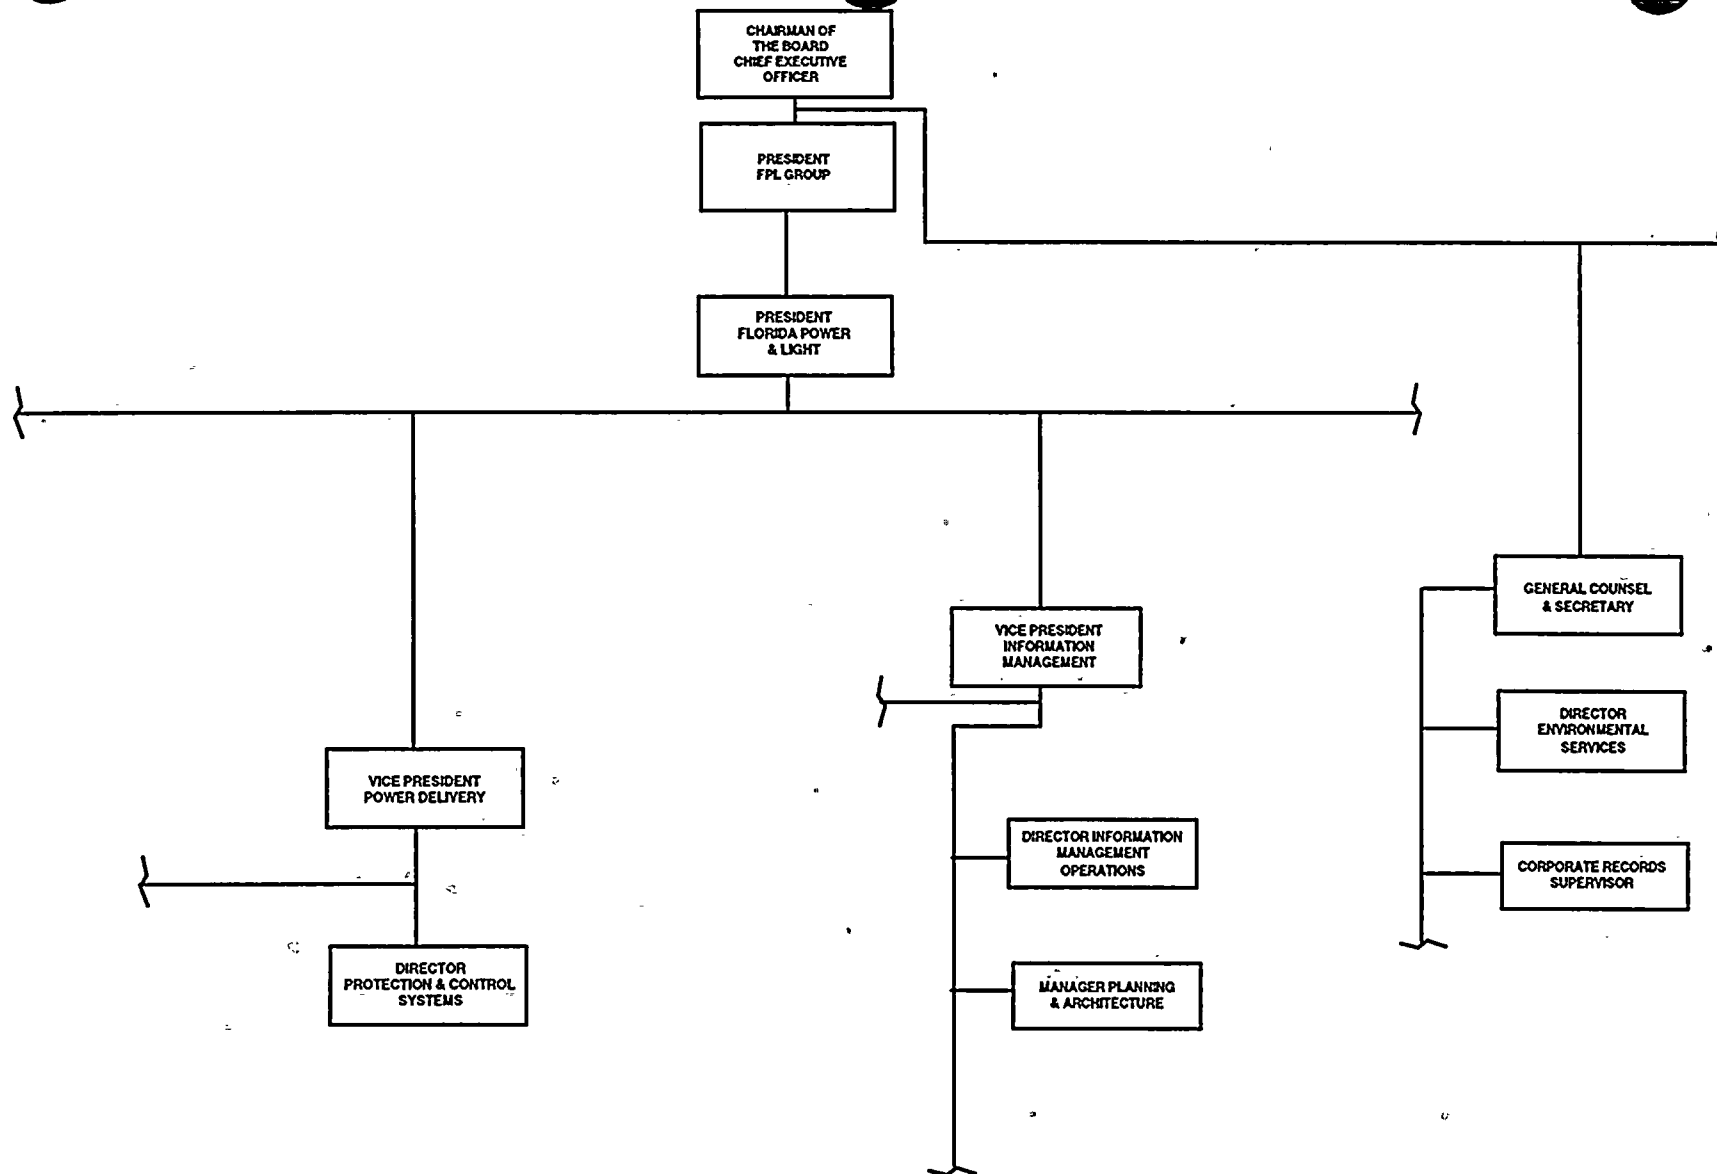 CHAIRMAN OF
THE BOARD
CHIEF EXECUTIVE
OFFICER
PRESIDENT
FPL GROUP
PRESIDENT
FLORIDA POWER
& LIGHT
GENERAL COUNSEL
& SECRETARY
VICE PRESIDENT
INFORMATION
MANAGEMENT
DIRECTOR
ENVIRONMENTAL
SERVICES
VICE PRESIDENT
POWER DELIVERY
DIRECTOR INFORMATION
MANAGEMENT
OPERATIONS
CORPORATE RECORDS
SUPERVISOR
DIRECTOR
PROTECTION & CONTROL
SYSTEMS
MANAGER PLANNING
& ARCHITECTURE